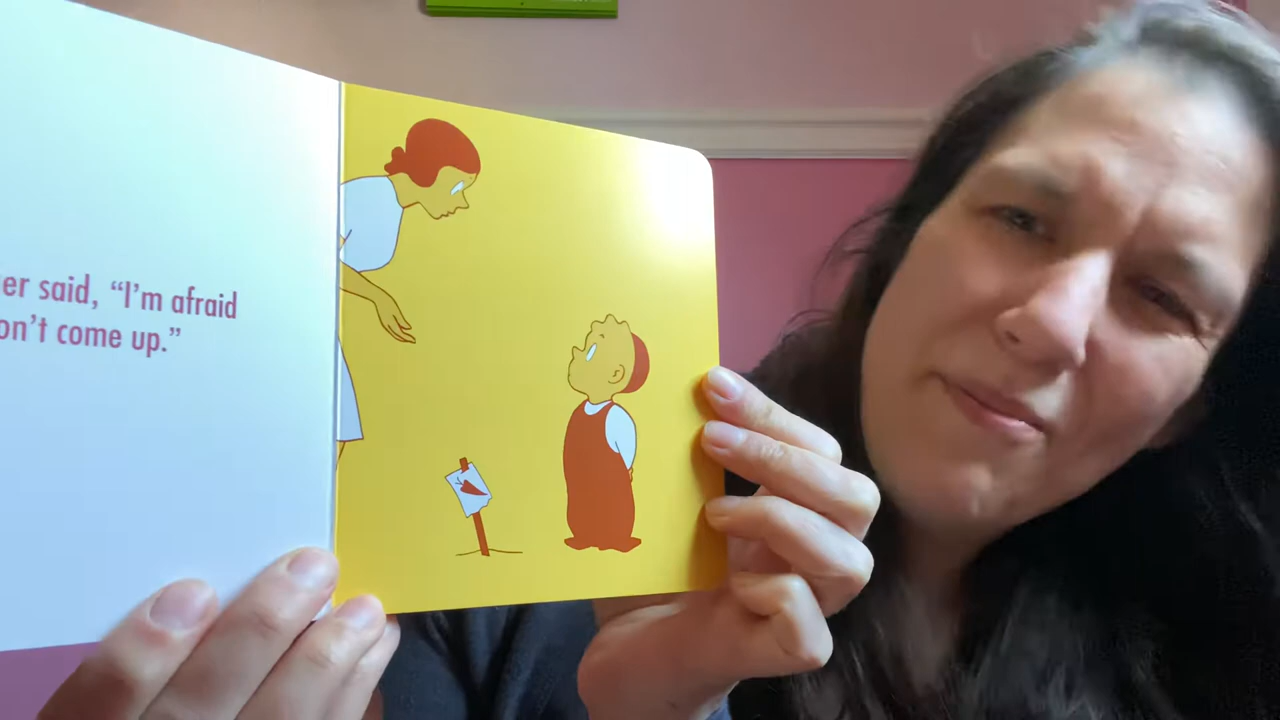 er said, “I’m afraid
on’t come up.”